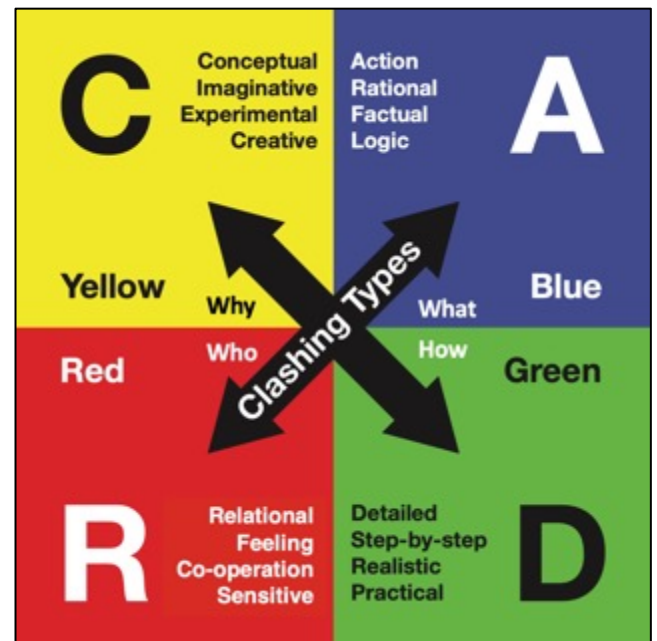 C
Conceptual
Imaginative
Experimental
Creative
Yellow
Why
Action
Rational
Factual
Logic
A
What
Blue
Clashing Types
Red
Who
R
Relational
Feeling
Co-operation
Sensitive
How
Green
Detailed
Step-by-step
Realistic
Practical
D